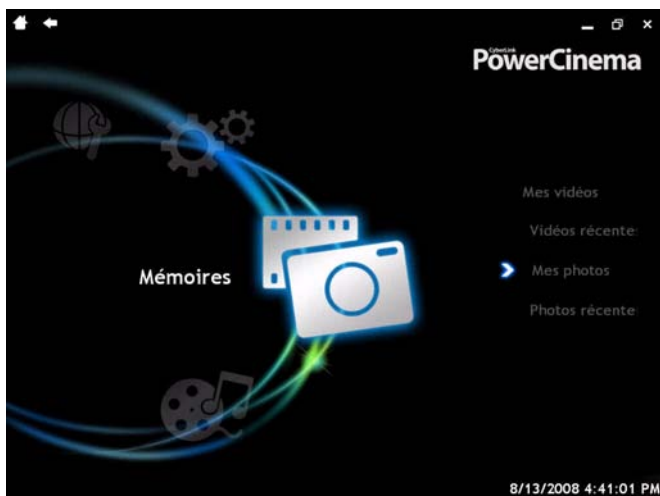 CyberLink
PowerCinema
Mes vidéos
Vidéos récente
Mémoires
Mes photos
Photos récente
8/13/2008 4:41:01 PM